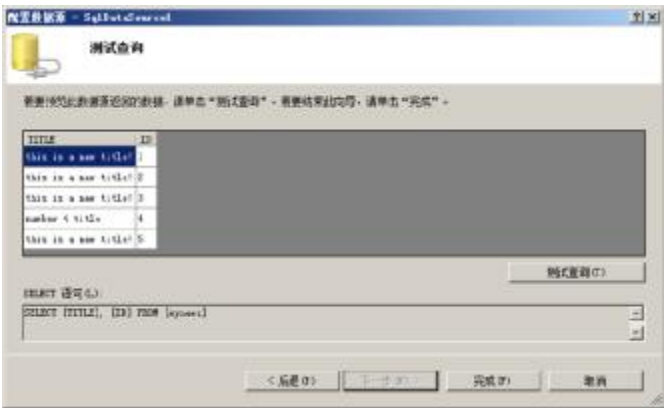 配置数据源 - SqlDataSource1
测试查询
若要预览此数据源返回的数据，请单击“测试查询”。若要结束此向导，请单击“完成”。
TITLE ID
this is a new title! 1
this is a new title! 2
this is a new title! 3
number 4 title 4
this is a new title! 5
测试查询(T)
SELECT 语句(L):
SELECT [TITLE], [ID] FROM
< 后退(P)
下一步(N) >
完成(F)
取消